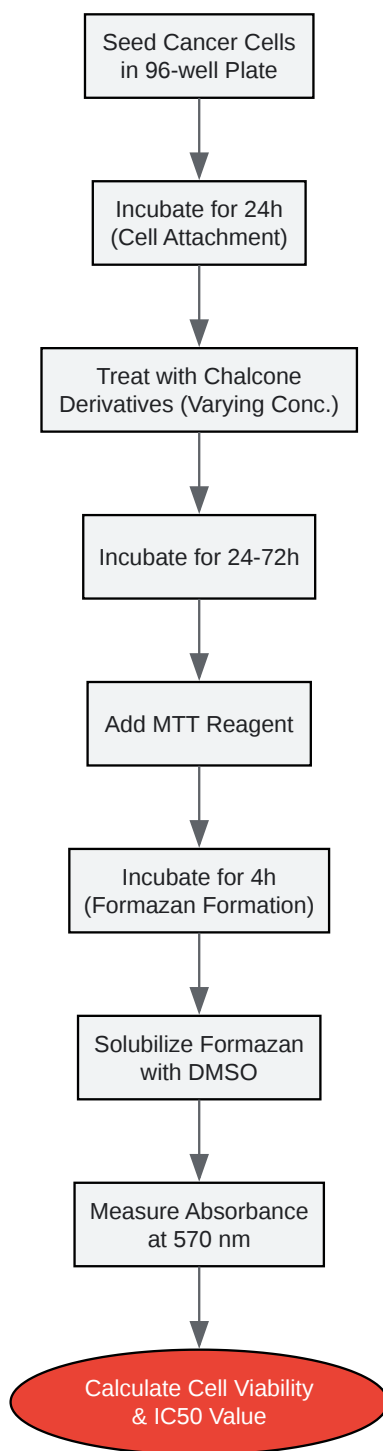 Seed Cancer Cells
in 96-well Plate
Incubate for 24h
(Cell Attachment)
Treat with Chalcone
Derivatives (Varying Conc.)
Incubate for 24-72h
Add MTT Reagent
Incubate for 4h
(Formazan Formation)
Solubilize Formazan
with DMSO
Measure Absorbance
at 570 nm
Calculate Cell Viability
& IC50 Value